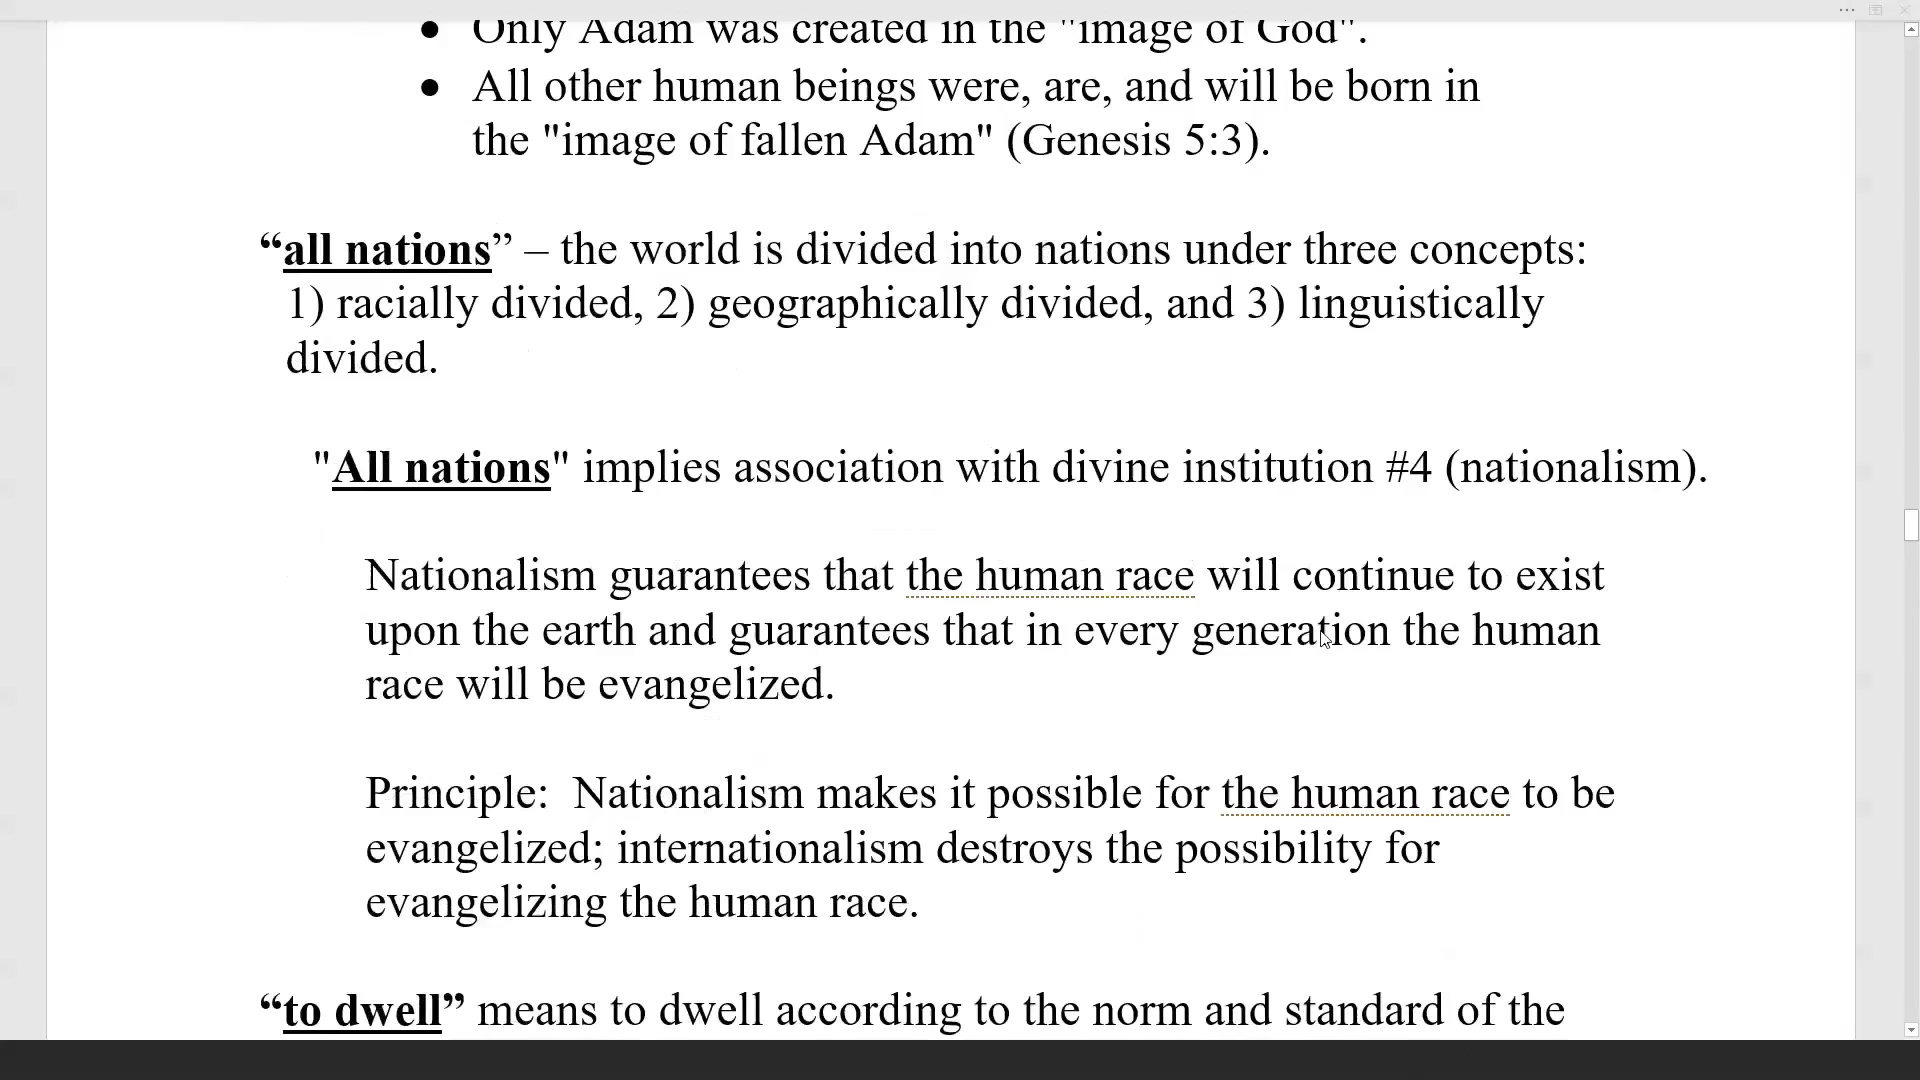 • Only Adam was created in the "image of God".
• All other human beings were, are, and will be born in
the "image of fallen Adam" (Genesis 5:3).
“all nations” – the world is divided into nations under three concepts:
1) racially divided, 2) geographically divided, and 3) linguistically
divided.
"All nations" implies association with divine institution #4 (nationalism).
Nationalism guarantees that the human race will continue to exist
upon the earth and guarantees that in every generation the human
race will be evangelized.
Principle:  Nationalism makes it possible for the human race to be
evangelized; internationalism destroys the possibility for
evangelizing the human race.
“to dwell” means to dwell according to the norm and standard of the